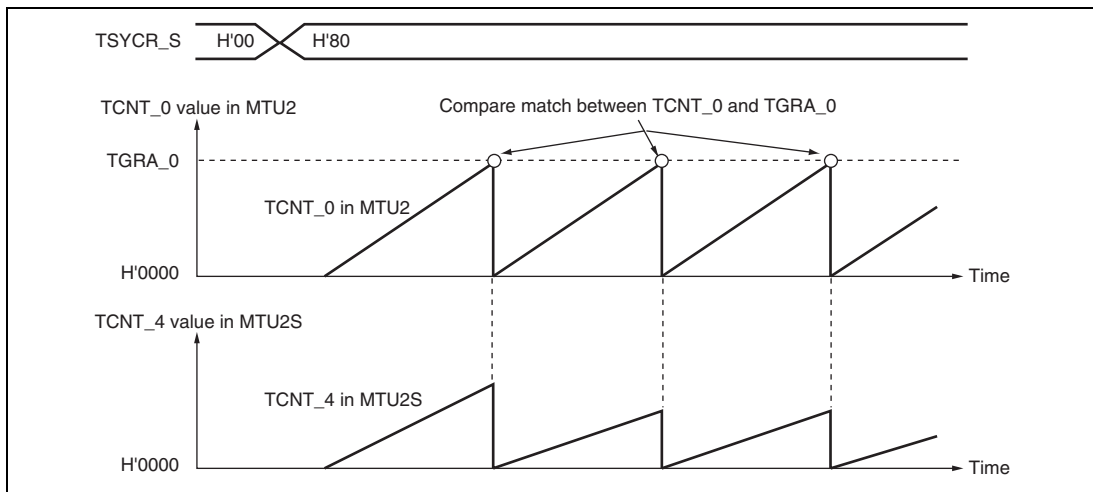 TSYCR_S H'00 H'80
TCNT_0 value in MTU2
Compare match between TCNT_0 and TGRA_0
TGRA_0
TCNT_0 in MTU2
H'0000
Time
TCNT_4 value in MTU2S
TCNT_4 in MTU2S
H'0000
Time